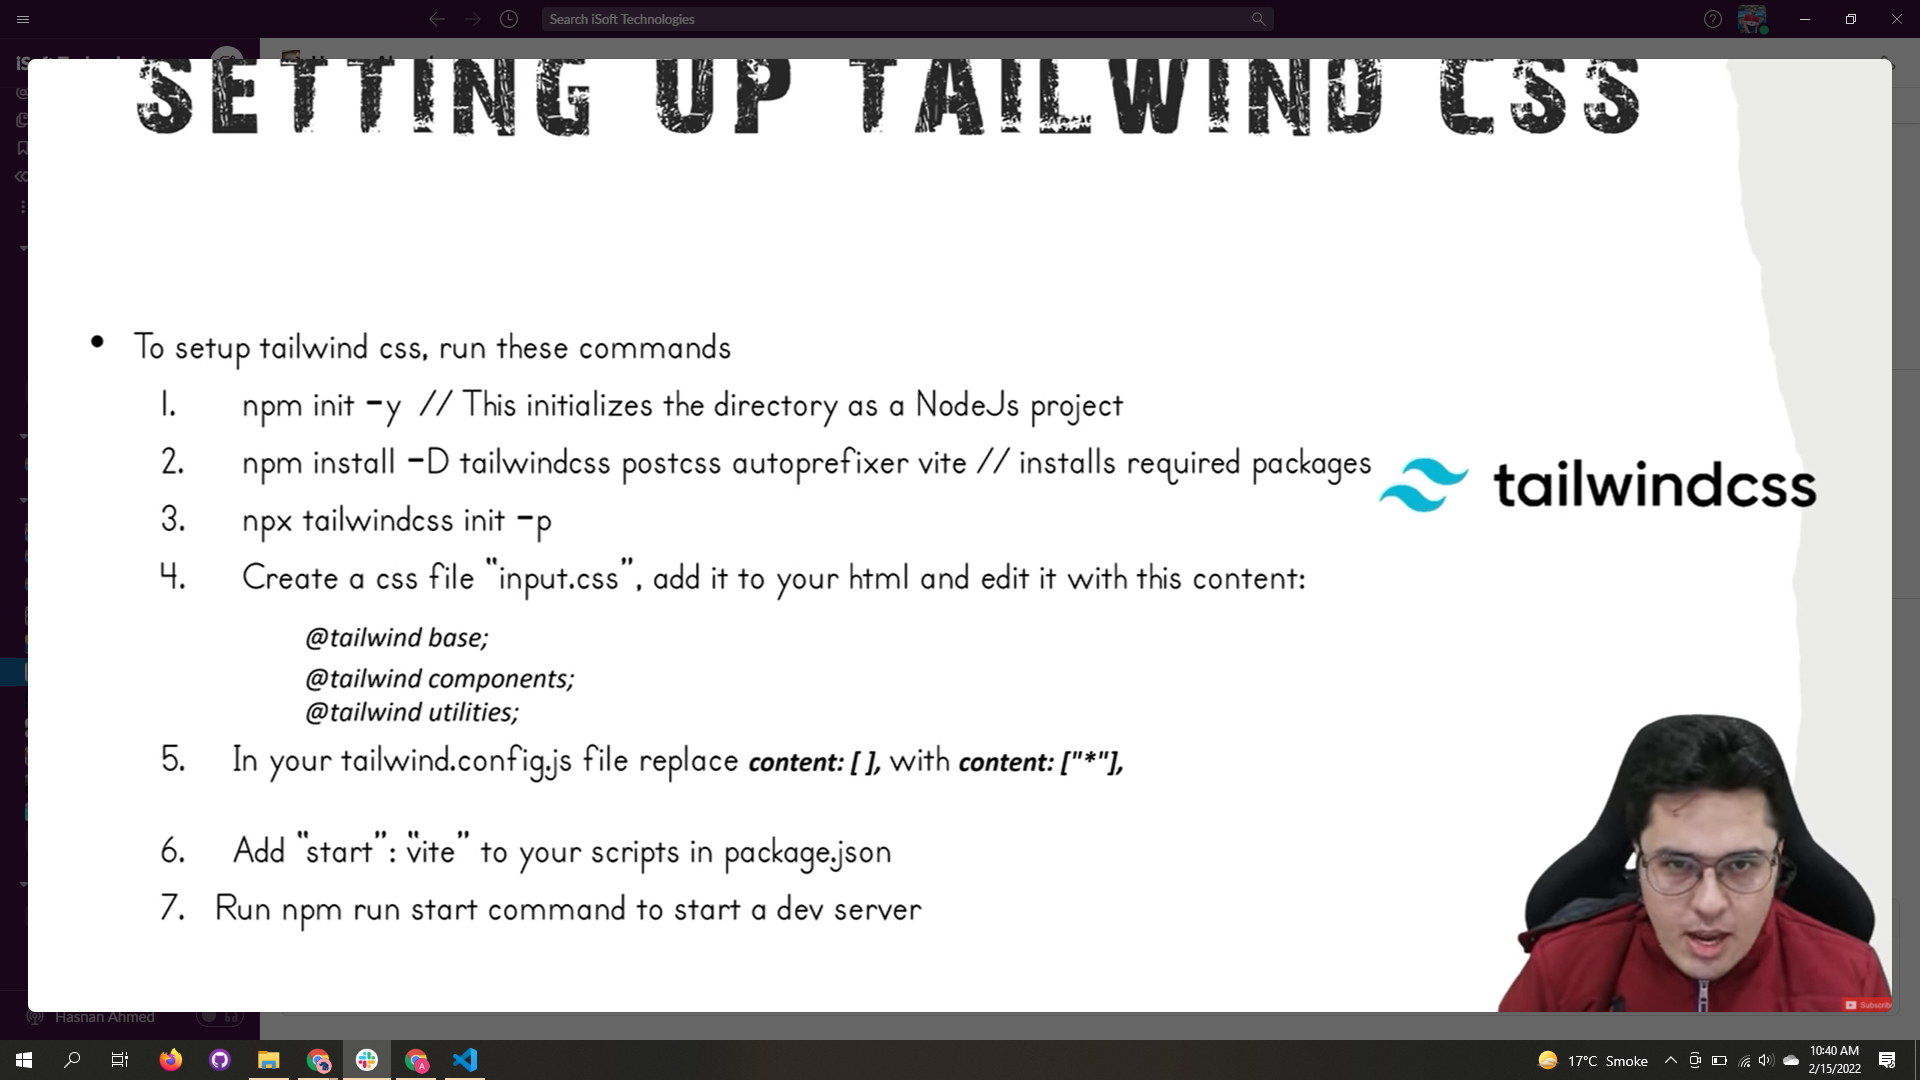 Search iSoft Technologies
SETTING UP TAILWIND CSS
• To setup tailwind css, run these commands
1. npm init -y // This initializes the directory as a NodeJs project
2. npm install -D tailwindcss postcss autoprefixer vite // installs required packages
tailwindcss
3. npx tailwindcss init -p
4. Create a css file "input.css", add it to your html and edit it with this content:
@tailwind base;
@tailwind components;
@tailwind utilities;
5. In your tailwind.config.js file replace content: [ ], with content: ["*"],
6. Add "start": "vite" to your scripts in package.json
7. Run npm run start command to start a dev server
Subscribe
Hasnan Ahmed
63
17°C Smoke
10:40 AM
2/15/2022